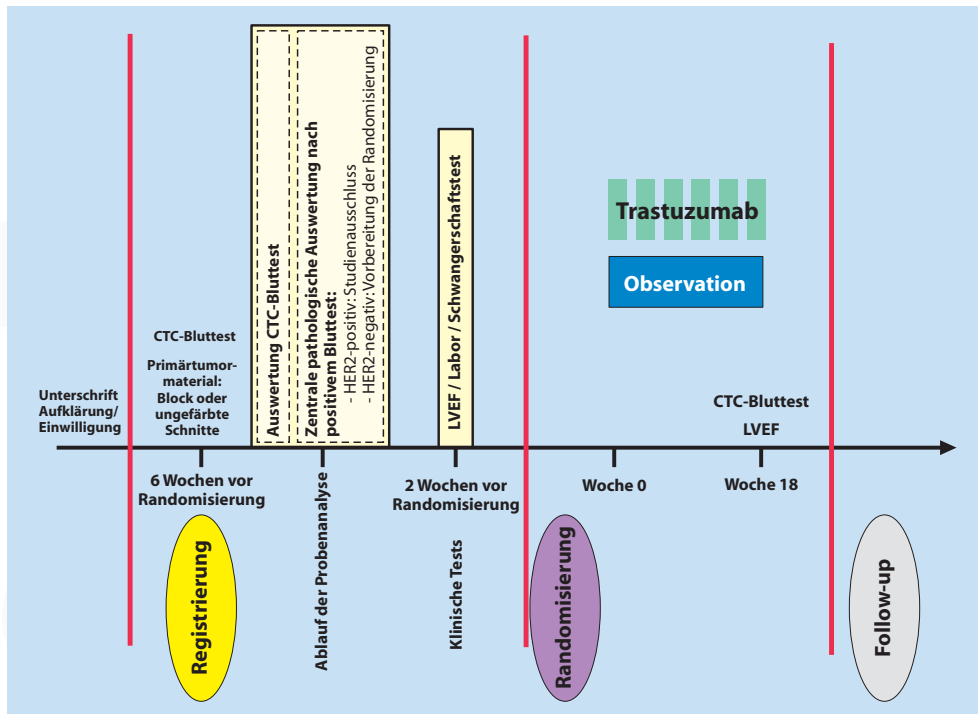 Unterschrift
Aufklärung/
Einwilligung
CTC-Bluttest
Primärtumor-
material:
Block oder
ungefärbte
Schnitte
Auswertung CTC-Bluttest
Zentrale pathologische Auswertung nach
positivem Bluttest:
- HER2-positiv: Studienausschluss
- HER2-negativ: Vorbereitung der Randomisierung
LVEF / Labor / Schwangerschaftstest
Trastuzumab
Observation
CTC-Bluttest
LVEF
6 Wochen vor
Randomisierung
Ablauf der Probenanalyse
2 Wochen vor
Randomisierung
Klinische Tests
Woche 0
Woche 18
Registrierung
Randomisierung
Follow-up